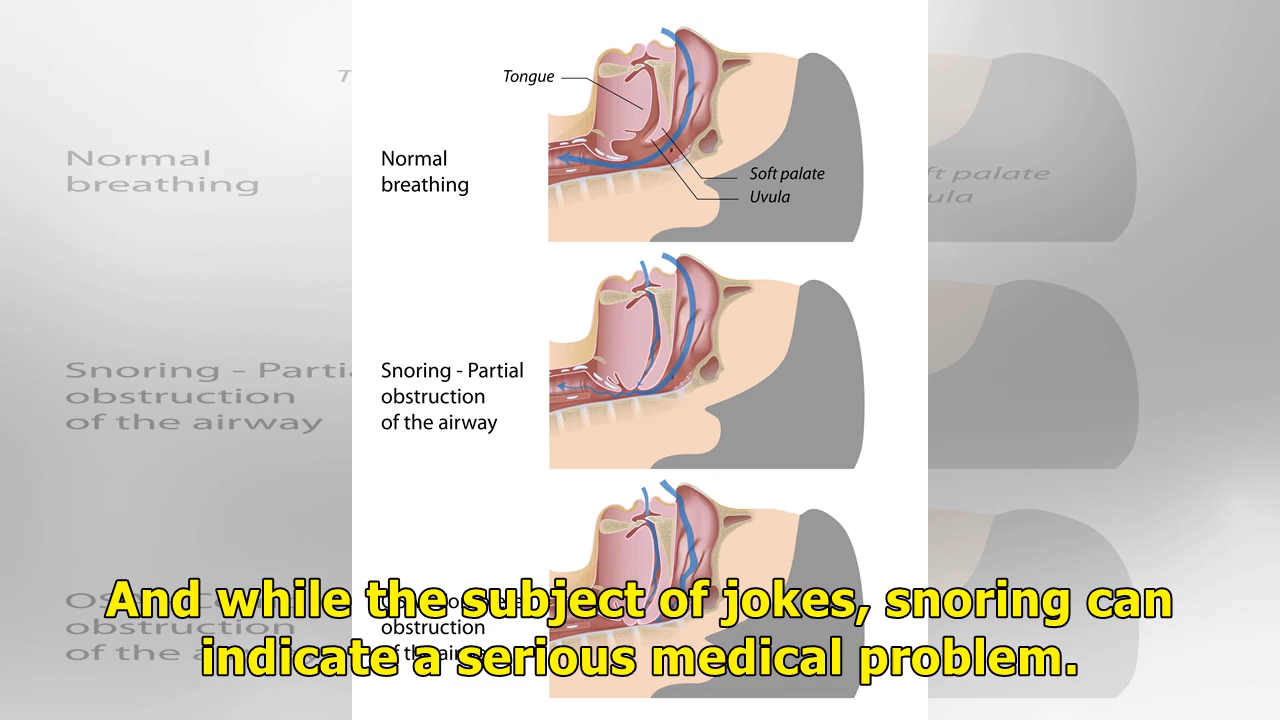 Tongue
Normal
breathing
Soft palate
Uvula
Snoring - Partial
obstruction
of the airway
obstruction
And while the subject of jokes, snoring can
indicate a serious medical problem.